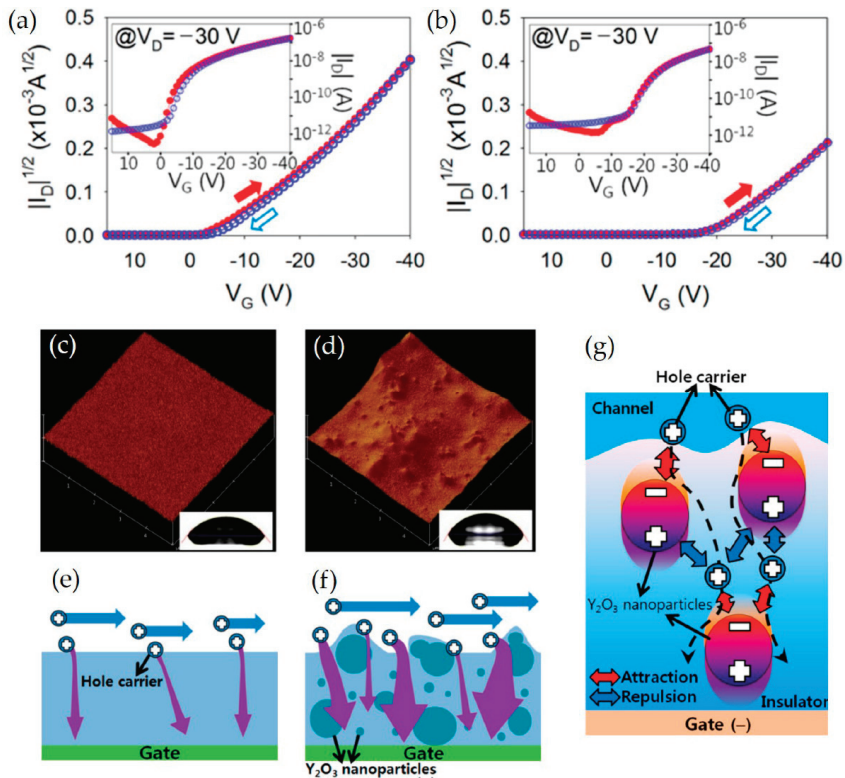 (a)
@V_D = −30 V
10^-6
10^-8
10^-10
10^-12
|I_D| (A)
10 0 -10 -20 -30 -40
V_G (V)
0.5
0.4
0.3
0.2
0.1
0.0
|I_D|^1/2 (x10^-3 A^1/2)
10 0 -10 -20 -30 -40
V_G (V)
(b)
@V_D = −30 V
10^-6
10^-8
10^-10
10^-12
|I_D| (A)
10 0 -10 -20 -30 -40
V_G (V)
0.5
0.4
0.3
0.2
0.1
0.0
|I_D|^1/2 (x10^-3 A^1/2)
10 0 -10 -20 -30 -40
V_G (V)
(c)
(d)
(e)
Hole carrier
Gate
(f)
Gate
Y2O3 nanoparticles
(g)
Hole carrier
Channel
Y2O3 nanoparticles
Attraction
Repulsion
Insulator
Gate (−)